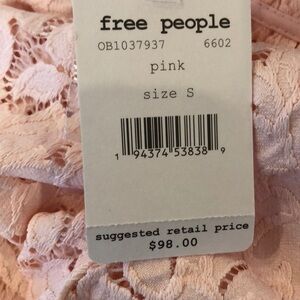 free people
OB1037937 6602
pink
size S
1 94374 53838 9
suggested retail price
$98.00